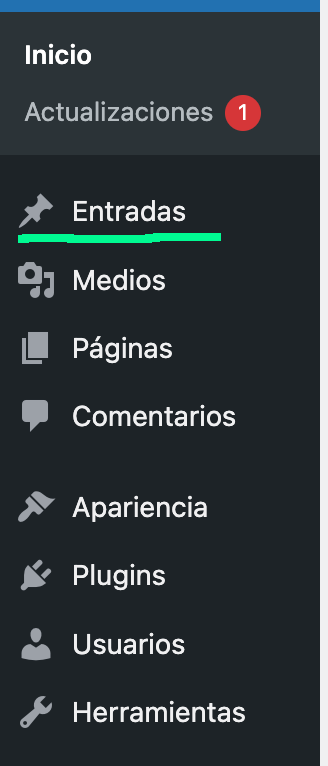 Inicio
Actualizaciones 1
Entradas
Medios
Páginas
Comentarios
Apariencia
Plugins
Usuarios
Herramientas